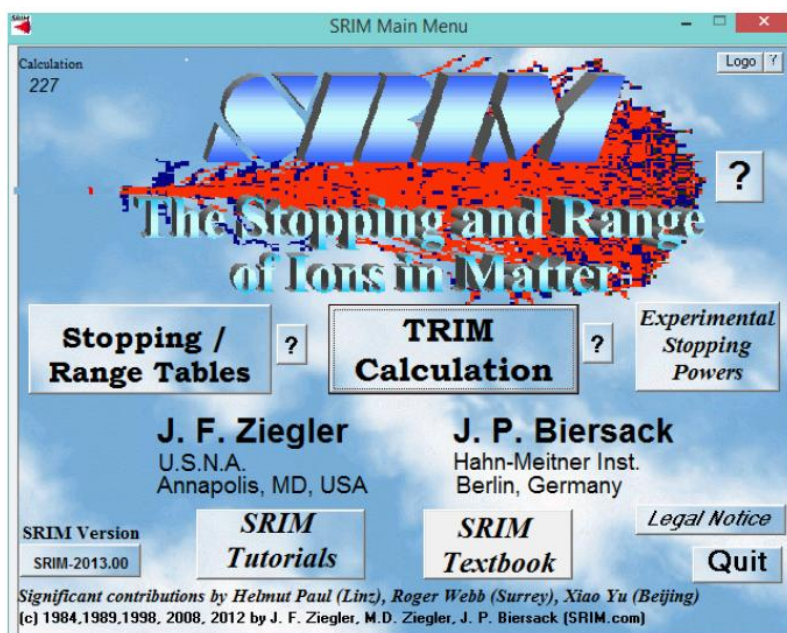 SRIM
SRIM Main Menu
Calculation
227
Logo ?
SRIM
?
The Stopping and Range
of Ions in Matter
Stopping /
Range Tables
?
TRIM
Calculation
?
Experimental
Stopping
Powers
J. F. Ziegler
U.S.N.A.
Annapolis, MD, USA
J. P. Biersack
Hahn-Meitner Inst.
Berlin, Germany
SRIM Version
SRIM-2013.00
SRIM
Tutorials
SRIM
Textbook
Legal Notice
Quit
Significant contributions by Helmut Paul (Linz), Roger Webb (Surrey), Xiao Yu (Beijing)
(c) 1984,1989,1998, 2008, 2012 by J. F. Ziegler, M.D. Ziegler, J. P. Biersack (SRIM.com)